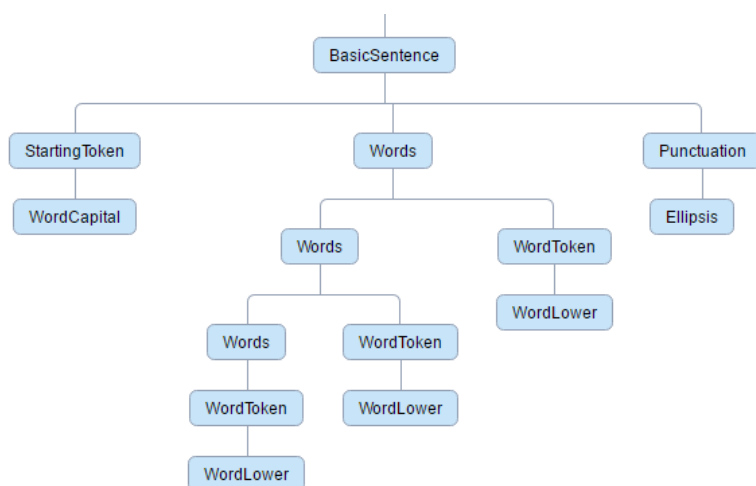 BasicSentence
StartingToken Words Punctuation
WordCapital Ellipsis
Words WordToken
WordLower
Words WordToken
WordToken WordLower
WordLower